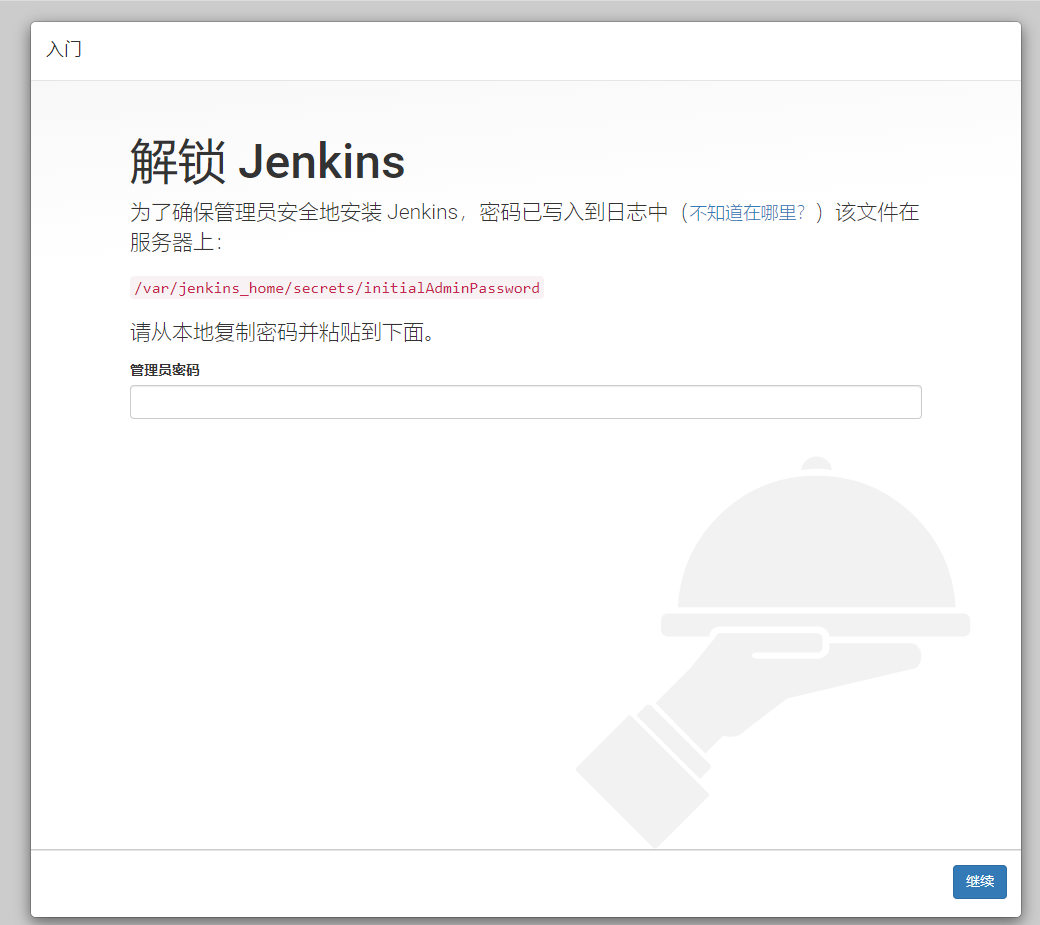 入门
解锁 Jenkins
为了确保管理员安全地安装 Jenkins，密码已写入到日志中（不知道在哪里？）该文件在
服务器上：
/var/jenkins_home/secrets/initialAdminPassword
请从本地复制密码并粘贴到下面。
管理员密码
继续